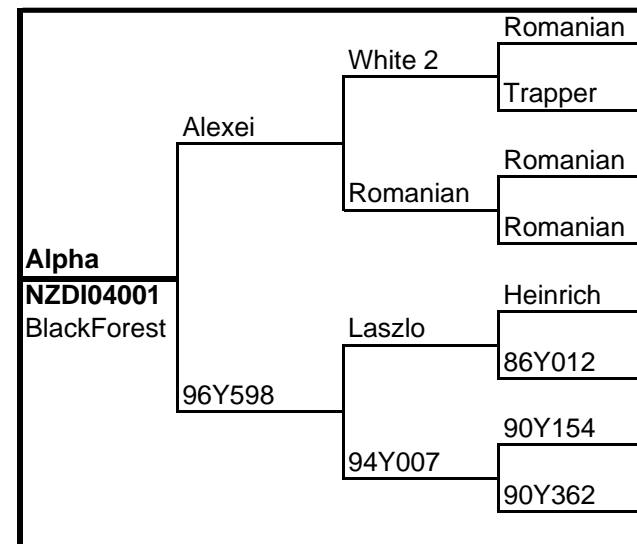 Romanian
White 2
Trapper
Alexei
Romanian
Romanian
Romanian
Alpha
NZDI04001
BlackForest
Heinrich
Laszlo
86Y012
96Y598
90Y154
94Y007
90Y362